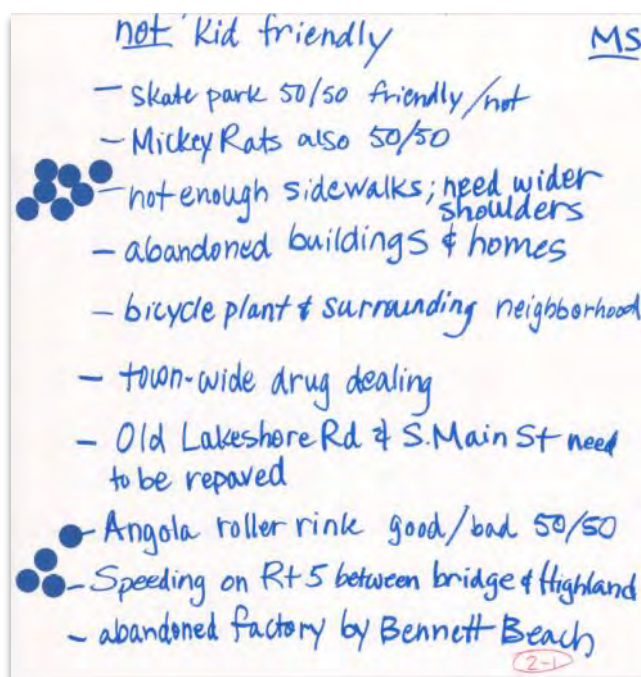 not Kid friendly MS
- Skate park 50/50 friendly/not
- Mickey Rats also 50/50
- not enough sidewalks; need wider
shoulders
- abandoned buildings & homes
- bicycle plant & surrounding neighborhood
- town-wide drug dealing
- Old Lakeshore Rd & S. Main St need
to be repaved
- Angola roller rink good/bad 50/50
- Speeding on Rt 5 between bridge & Highland
- abandoned factory by Bennett Beach
2-1